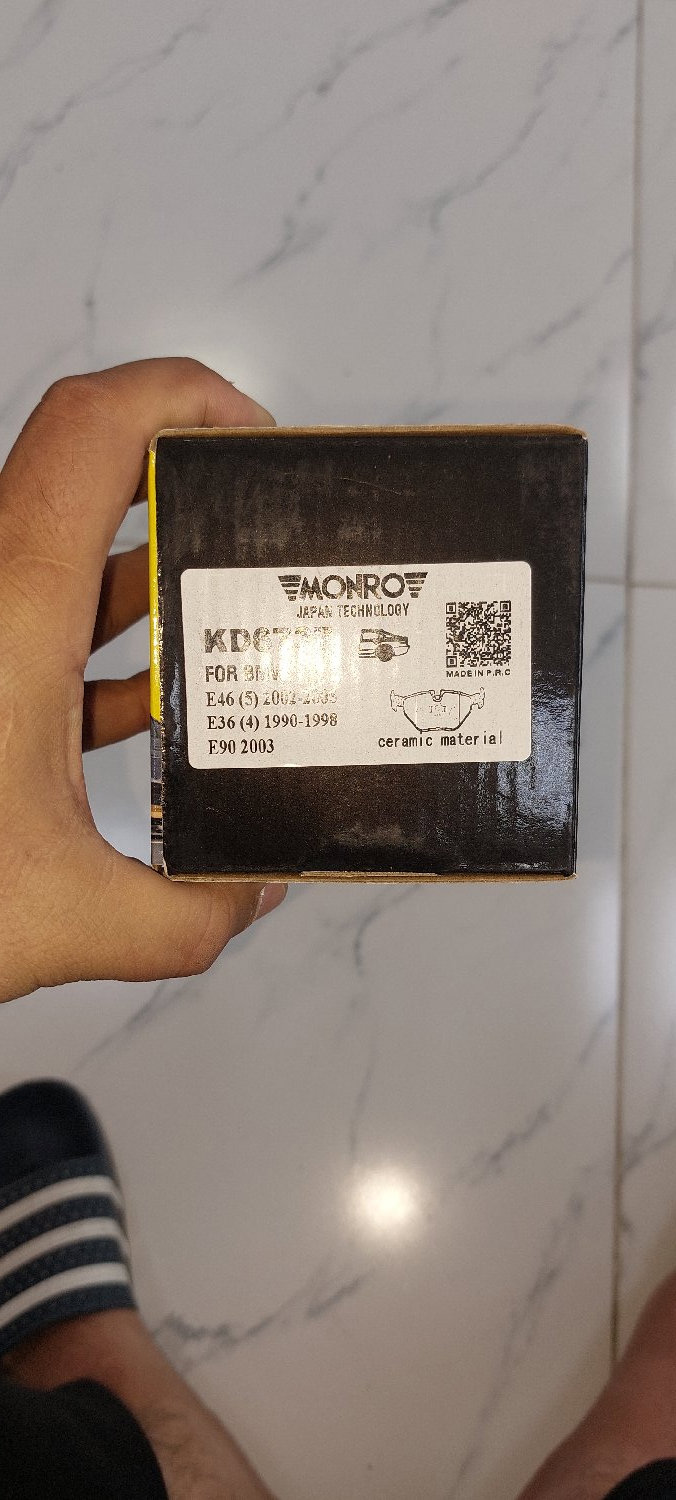 MONRO
JAPAN TECHNOLOGY
MADE IN P.R.C
FOR
E46 (5)
E36 (4) 1990-1998
E90 2003
ceramic material